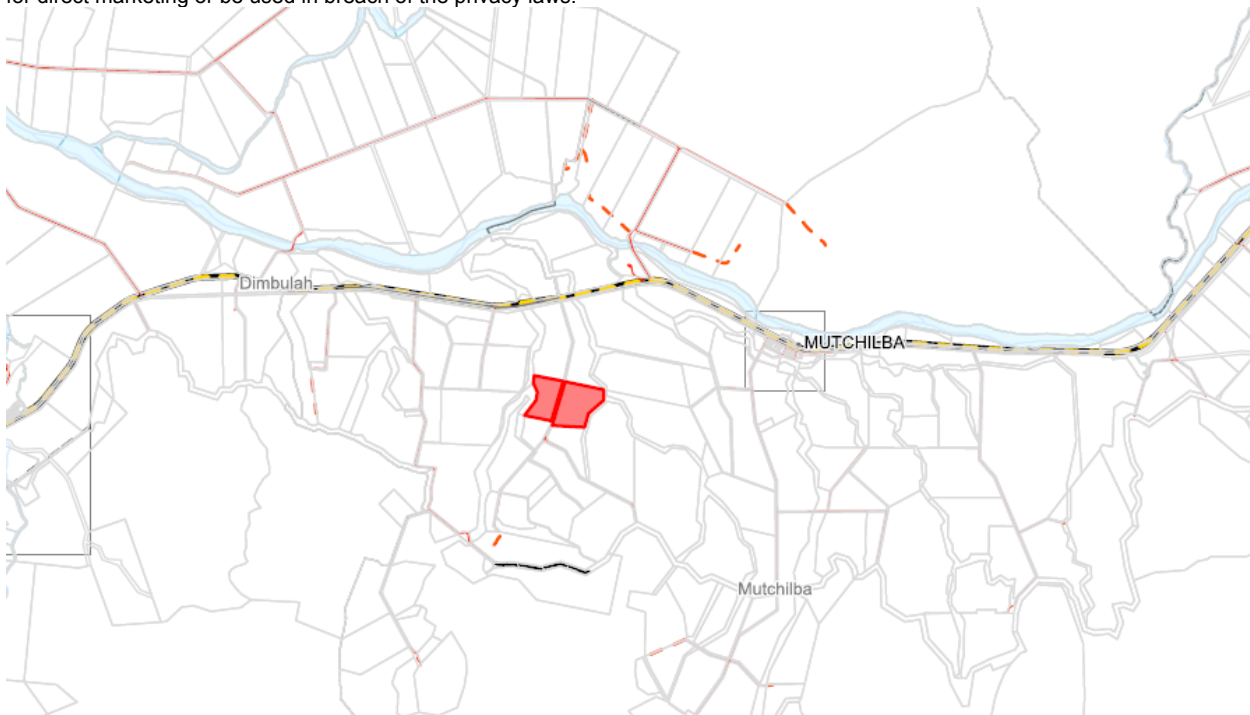 for direct marketing or be used in breach of the privacy laws.
Dimbulah
MUTCHILBA
Mutchilba